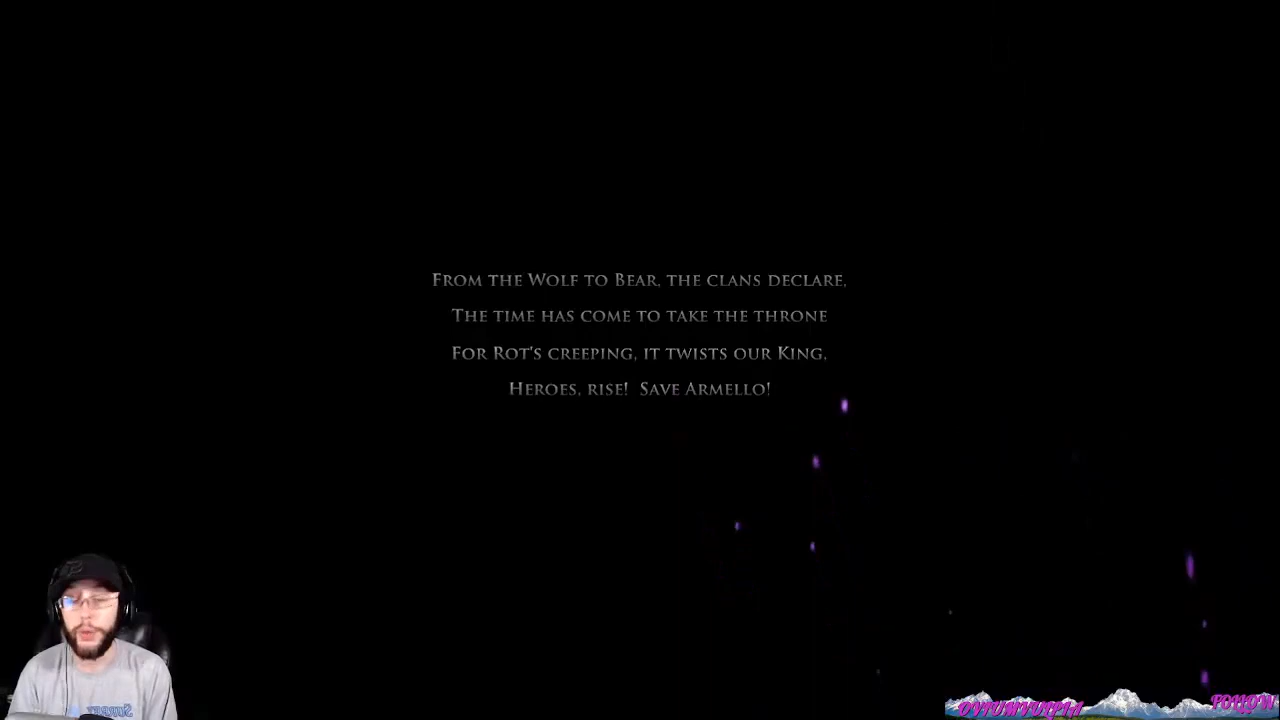 From the Wolf to Bear, the clans declare,
The time has come to take the throne
For Rot's creeping, it twists our King,
Heroes, rise! Save Armello!
FOLLOW